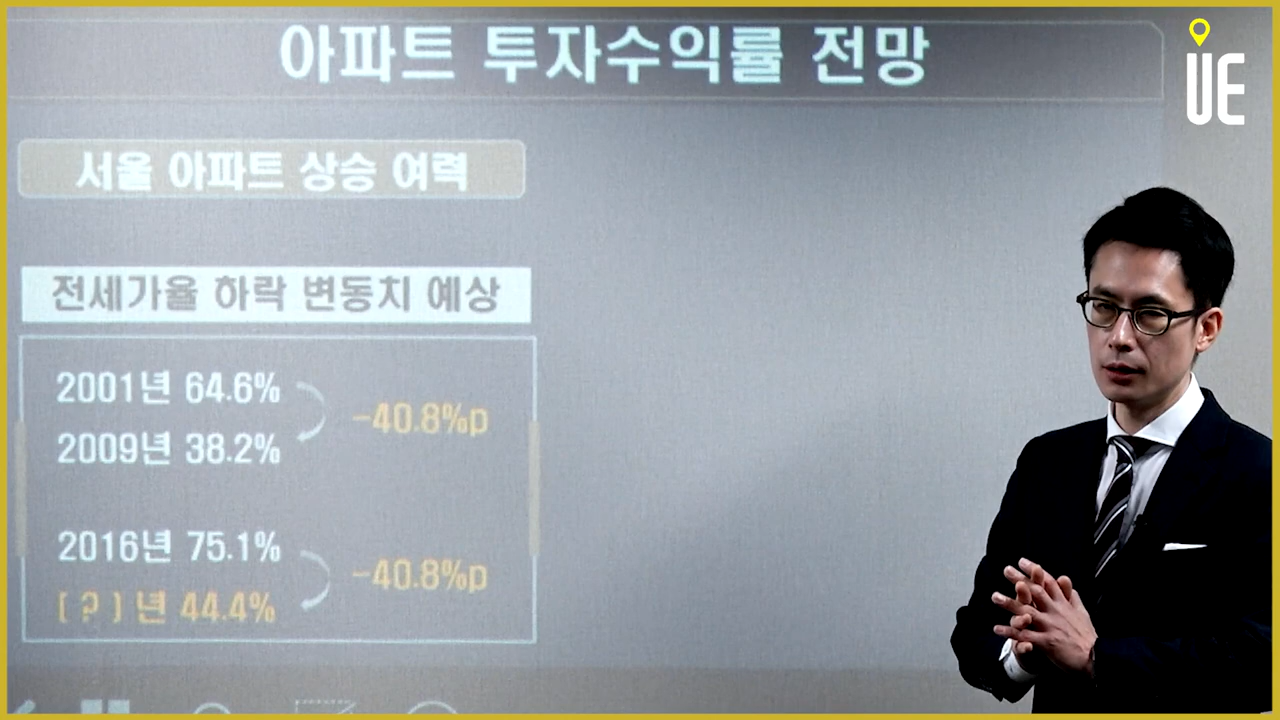 아파트 투자수익률 전망
UE
서울 아파트 상승 여력
전세가율 하락 변동치 예상
2001년 64.6%
-40.8%p
2009년 38.2%
2016년 75.1%
-40.8%p
[ ? ] 년 44.4%